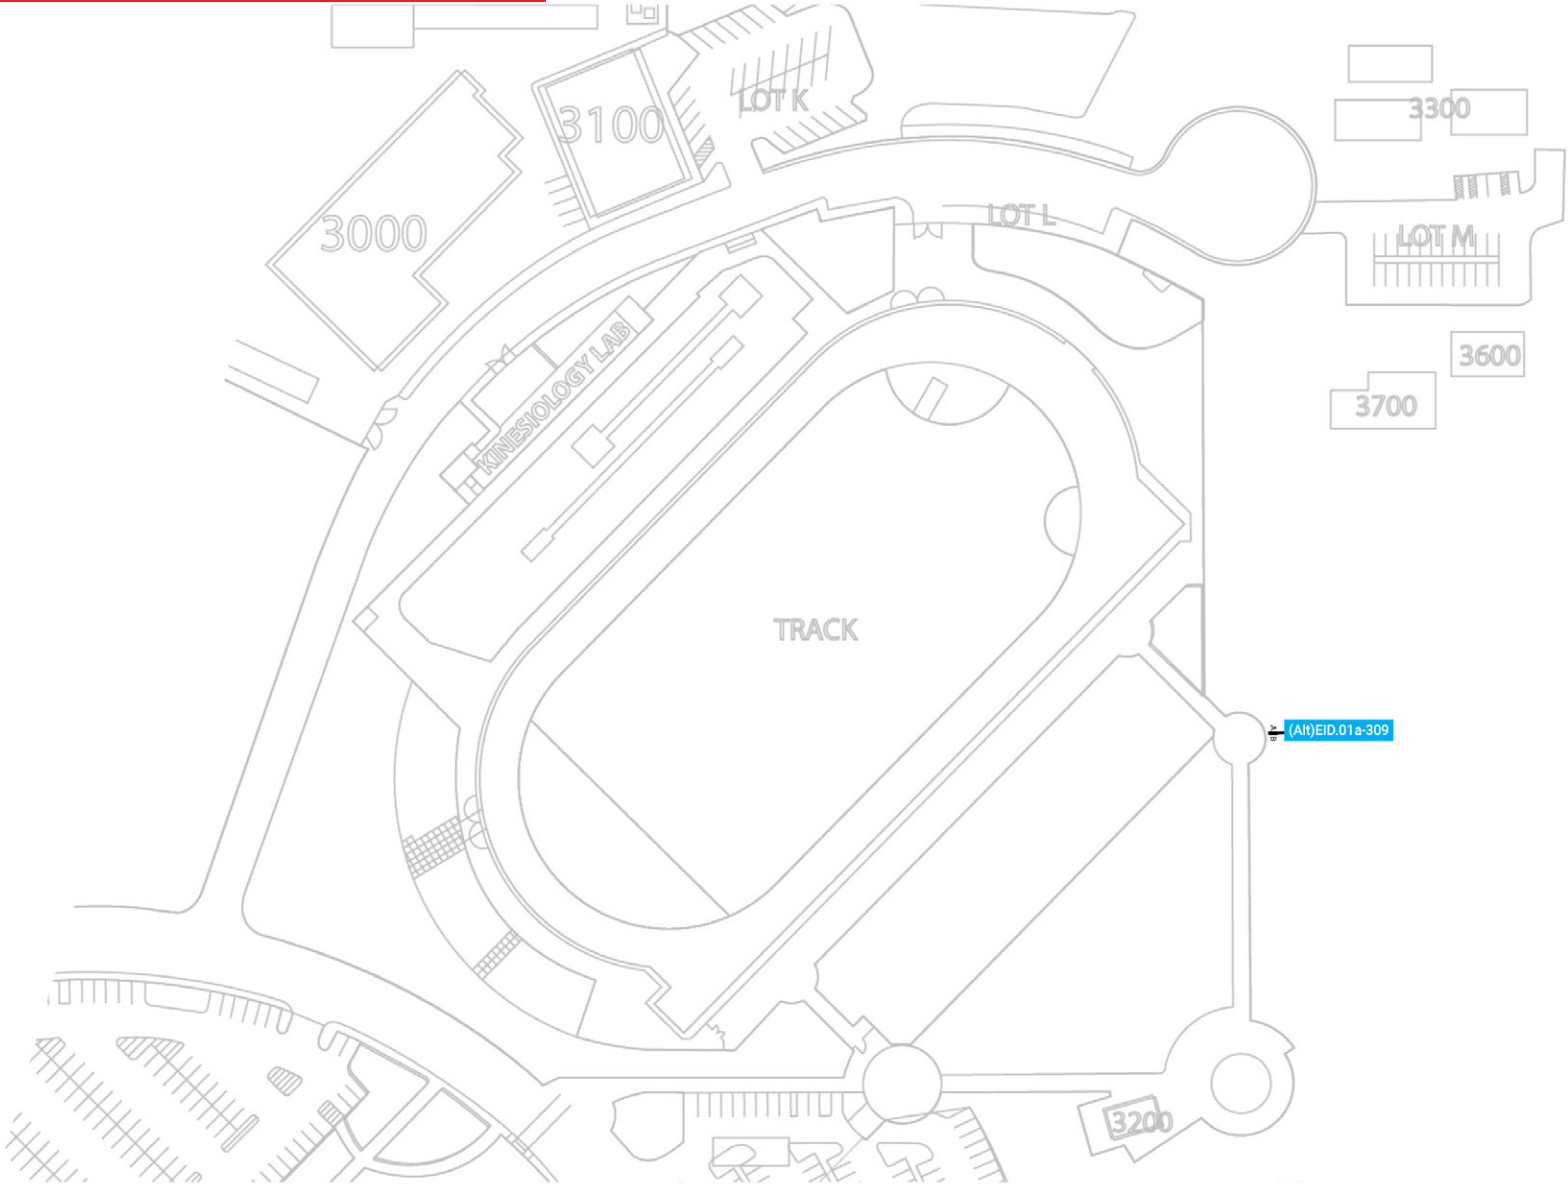 3100
LOT K
3300
3000
LOT L
LOT M
KINESIOLOGY LAB
3600
3700
TRACK
A
B
(Alt)EID.01a-309
3200